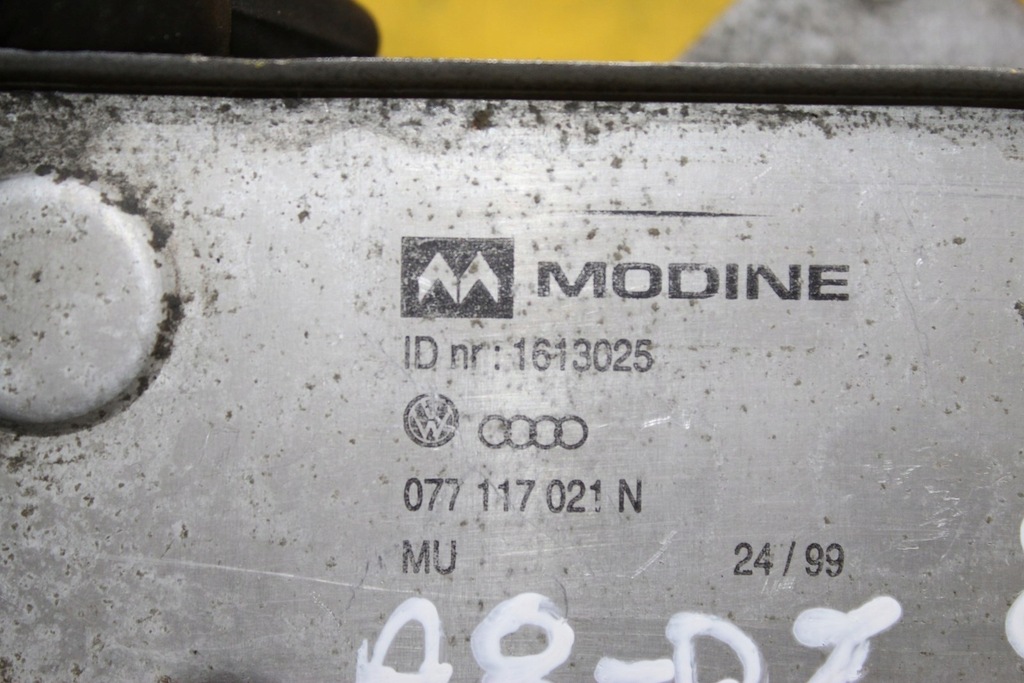 MODINE
ID nr: 1613025
077 117 021 N
MU 24/99